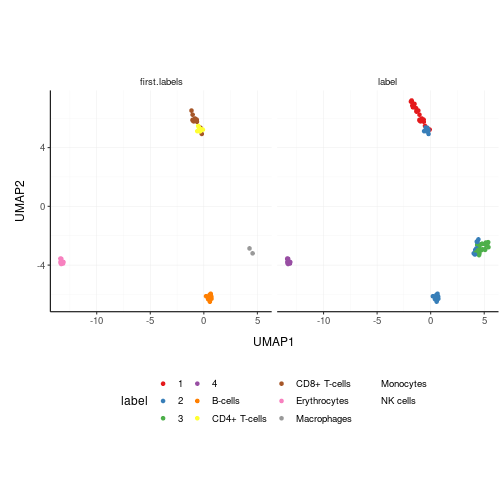 first.labels label
4
0
-4
UMAP2
-10 -5 0 5 -10 -5 0 5
UMAP1
label
1 4 CD8+ T-cells Monocytes
2 B-cells Erythrocytes NK cells
3 CD4+ T-cells Macrophages